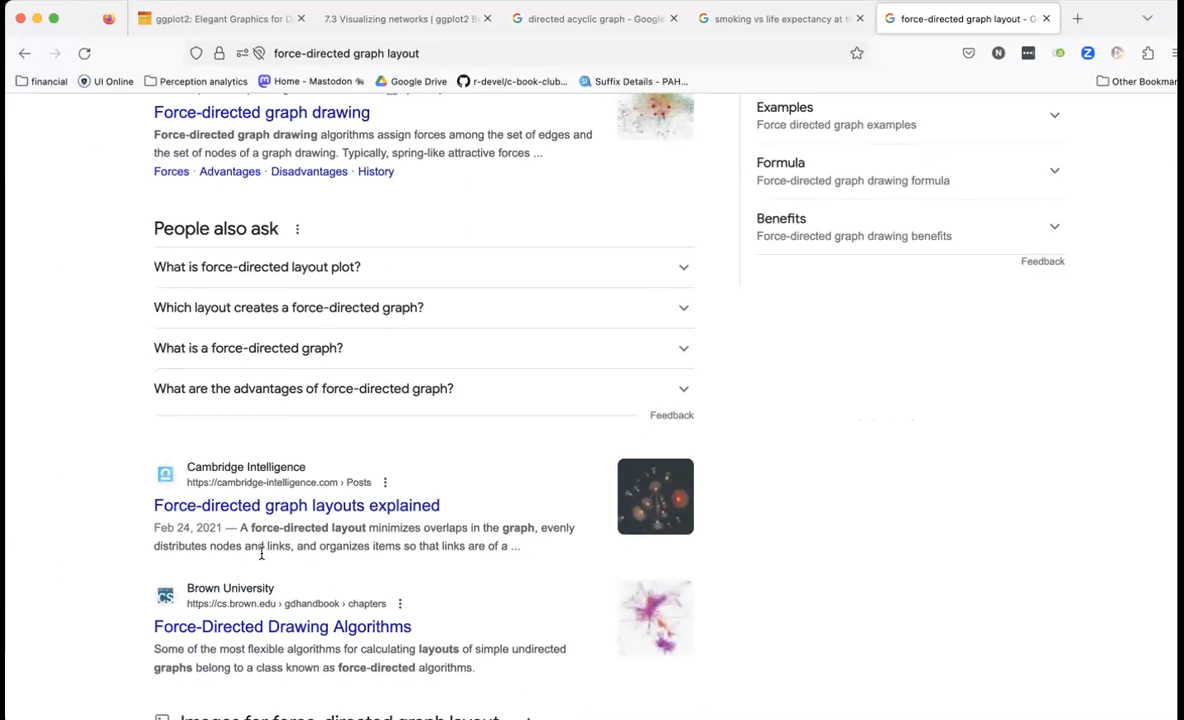 ggplot2: Elegant Graphics for D
7.3 Visualizing networks | ggplot2 B
directed acyclic graph - Google
smoking vs life expectancy at t
force-directed graph layout - G
force-directed graph layout
financial
UI Online
Perception analytics
Home - Mastodon
Google Drive
r-devel/c-book-club...
Suffix Details - PAH...
Other Bookmar
Force-directed graph drawing
Force-directed graph drawing algorithms assign forces among the set of edges and
the set of nodes of a graph drawing. Typically, spring-like attractive forces ...
Forces · Advantages · Disadvantages · History
People also ask
What is force-directed layout plot?
Which layout creates a force-directed graph?
What is a force-directed graph?
What are the advantages of force-directed graph?
Feedback
Cambridge Intelligence
https://cambridge-intelligence.com › Posts
Force-directed graph layouts explained
Feb 24, 2021 — A force-directed layout minimizes overlaps in the graph, evenly
distributes nodes and links, and organizes items so that links are of a ...
CS
Brown University
https://cs.brown.edu › gdhandbook › chapters
Force-Directed Drawing Algorithms
Some of the most flexible algorithms for calculating layouts of simple undirected
graphs belong to a class known as force-directed algorithms.
Images for force-directed graph layout
Examples
Force directed graph examples
Formula
Force-directed graph drawing formula
Benefits
Force-directed graph drawing benefits
Feedback